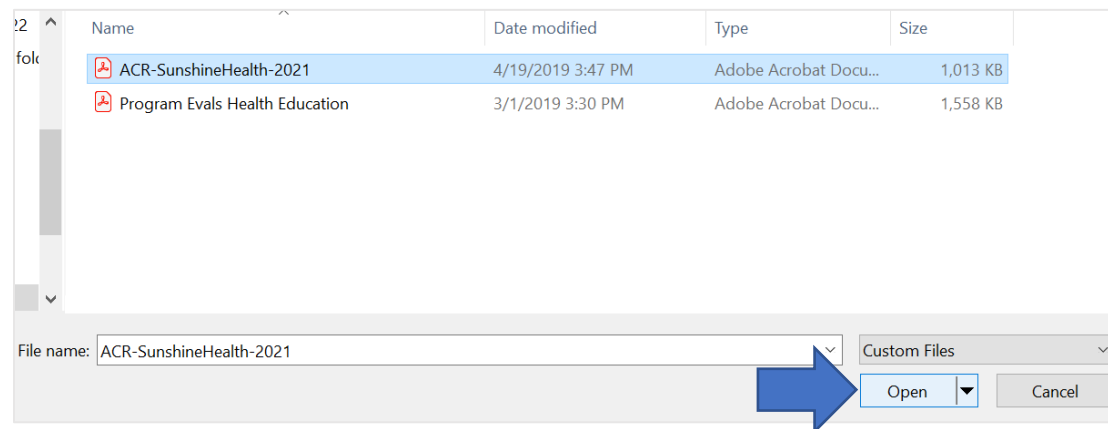 22
Name Date modified Type Size
fold
ACR-SunshineHealth-2021 4/19/2019 3:47 PM Adobe Acrobat Docu... 1,013 KB
Program Evals Health Education 3/1/2019 3:30 PM Adobe Acrobat Docu... 1,558 KB
File name: ACR-SunshineHealth-2021 Custom Files
Open Cancel